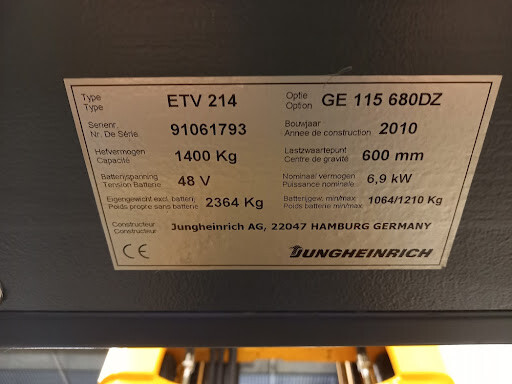 Type ETV 214 Optie GE 115 680DZ
Type Option
Serienr. 91061793 Bouwjaar 2010
Nr. De Série. Annee de construction
Hefvermogen 1400 Kg Lastzwaartepunt 600 mm
Capacité Centre de gravité
Batterijspanning 48 V Nominaal vermogen 6,9 kW
Tension Batterie Puissance nominale
Eigengewicht excl. batterij 2364 Kg Batterijgew. min/max 1064/1210 Kg
Poids propre sans batterie Poids batterie min/max
Constructeur Jungheinrich AG, 22047 HAMBURG GERMANY
Constructeur
CE JUNGHEINRICH